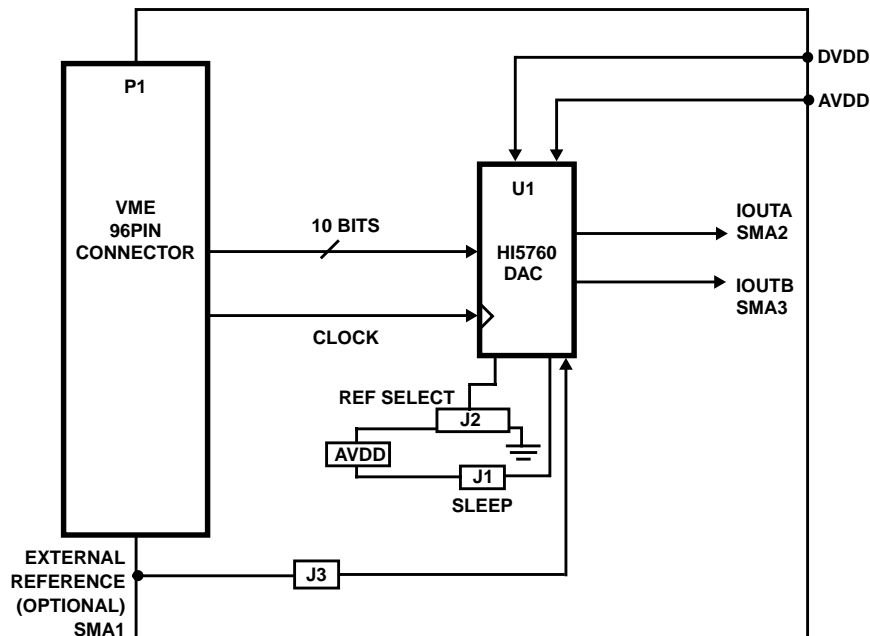 P1
VME
96PIN
CONNECTOR
10 BITS
CLOCK
DVDD
AVDD
U1
HI5760
DAC
IOUTA
SMA2
IOUTB
SMA3
REF SELECT
J2
AVDD
J1
SLEEP
EXTERNAL
REFERENCE
(OPTIONAL)
SMA1
J3